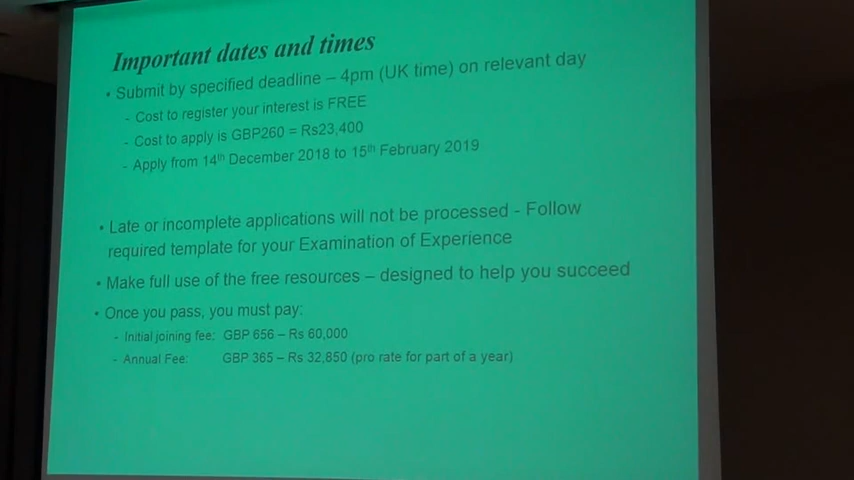 Important dates and times
• Submit by specified deadline – 4pm (UK time) on relevant day
- Cost to register your interest is FREE
- Cost to apply is GBP260 = Rs23,400
- Apply from 14th December 2018 to 15th February 2019
• Late or incomplete applications will not be processed - Follow
required template for your Examination of Experience
• Make full use of the free resources – designed to help you succeed
• Once you pass, you must pay:
- Initial joining fee: GBP 656 – Rs 60,000
- Annual Fee: GBP 365 – Rs 32,850 (pro rate for part of a year)